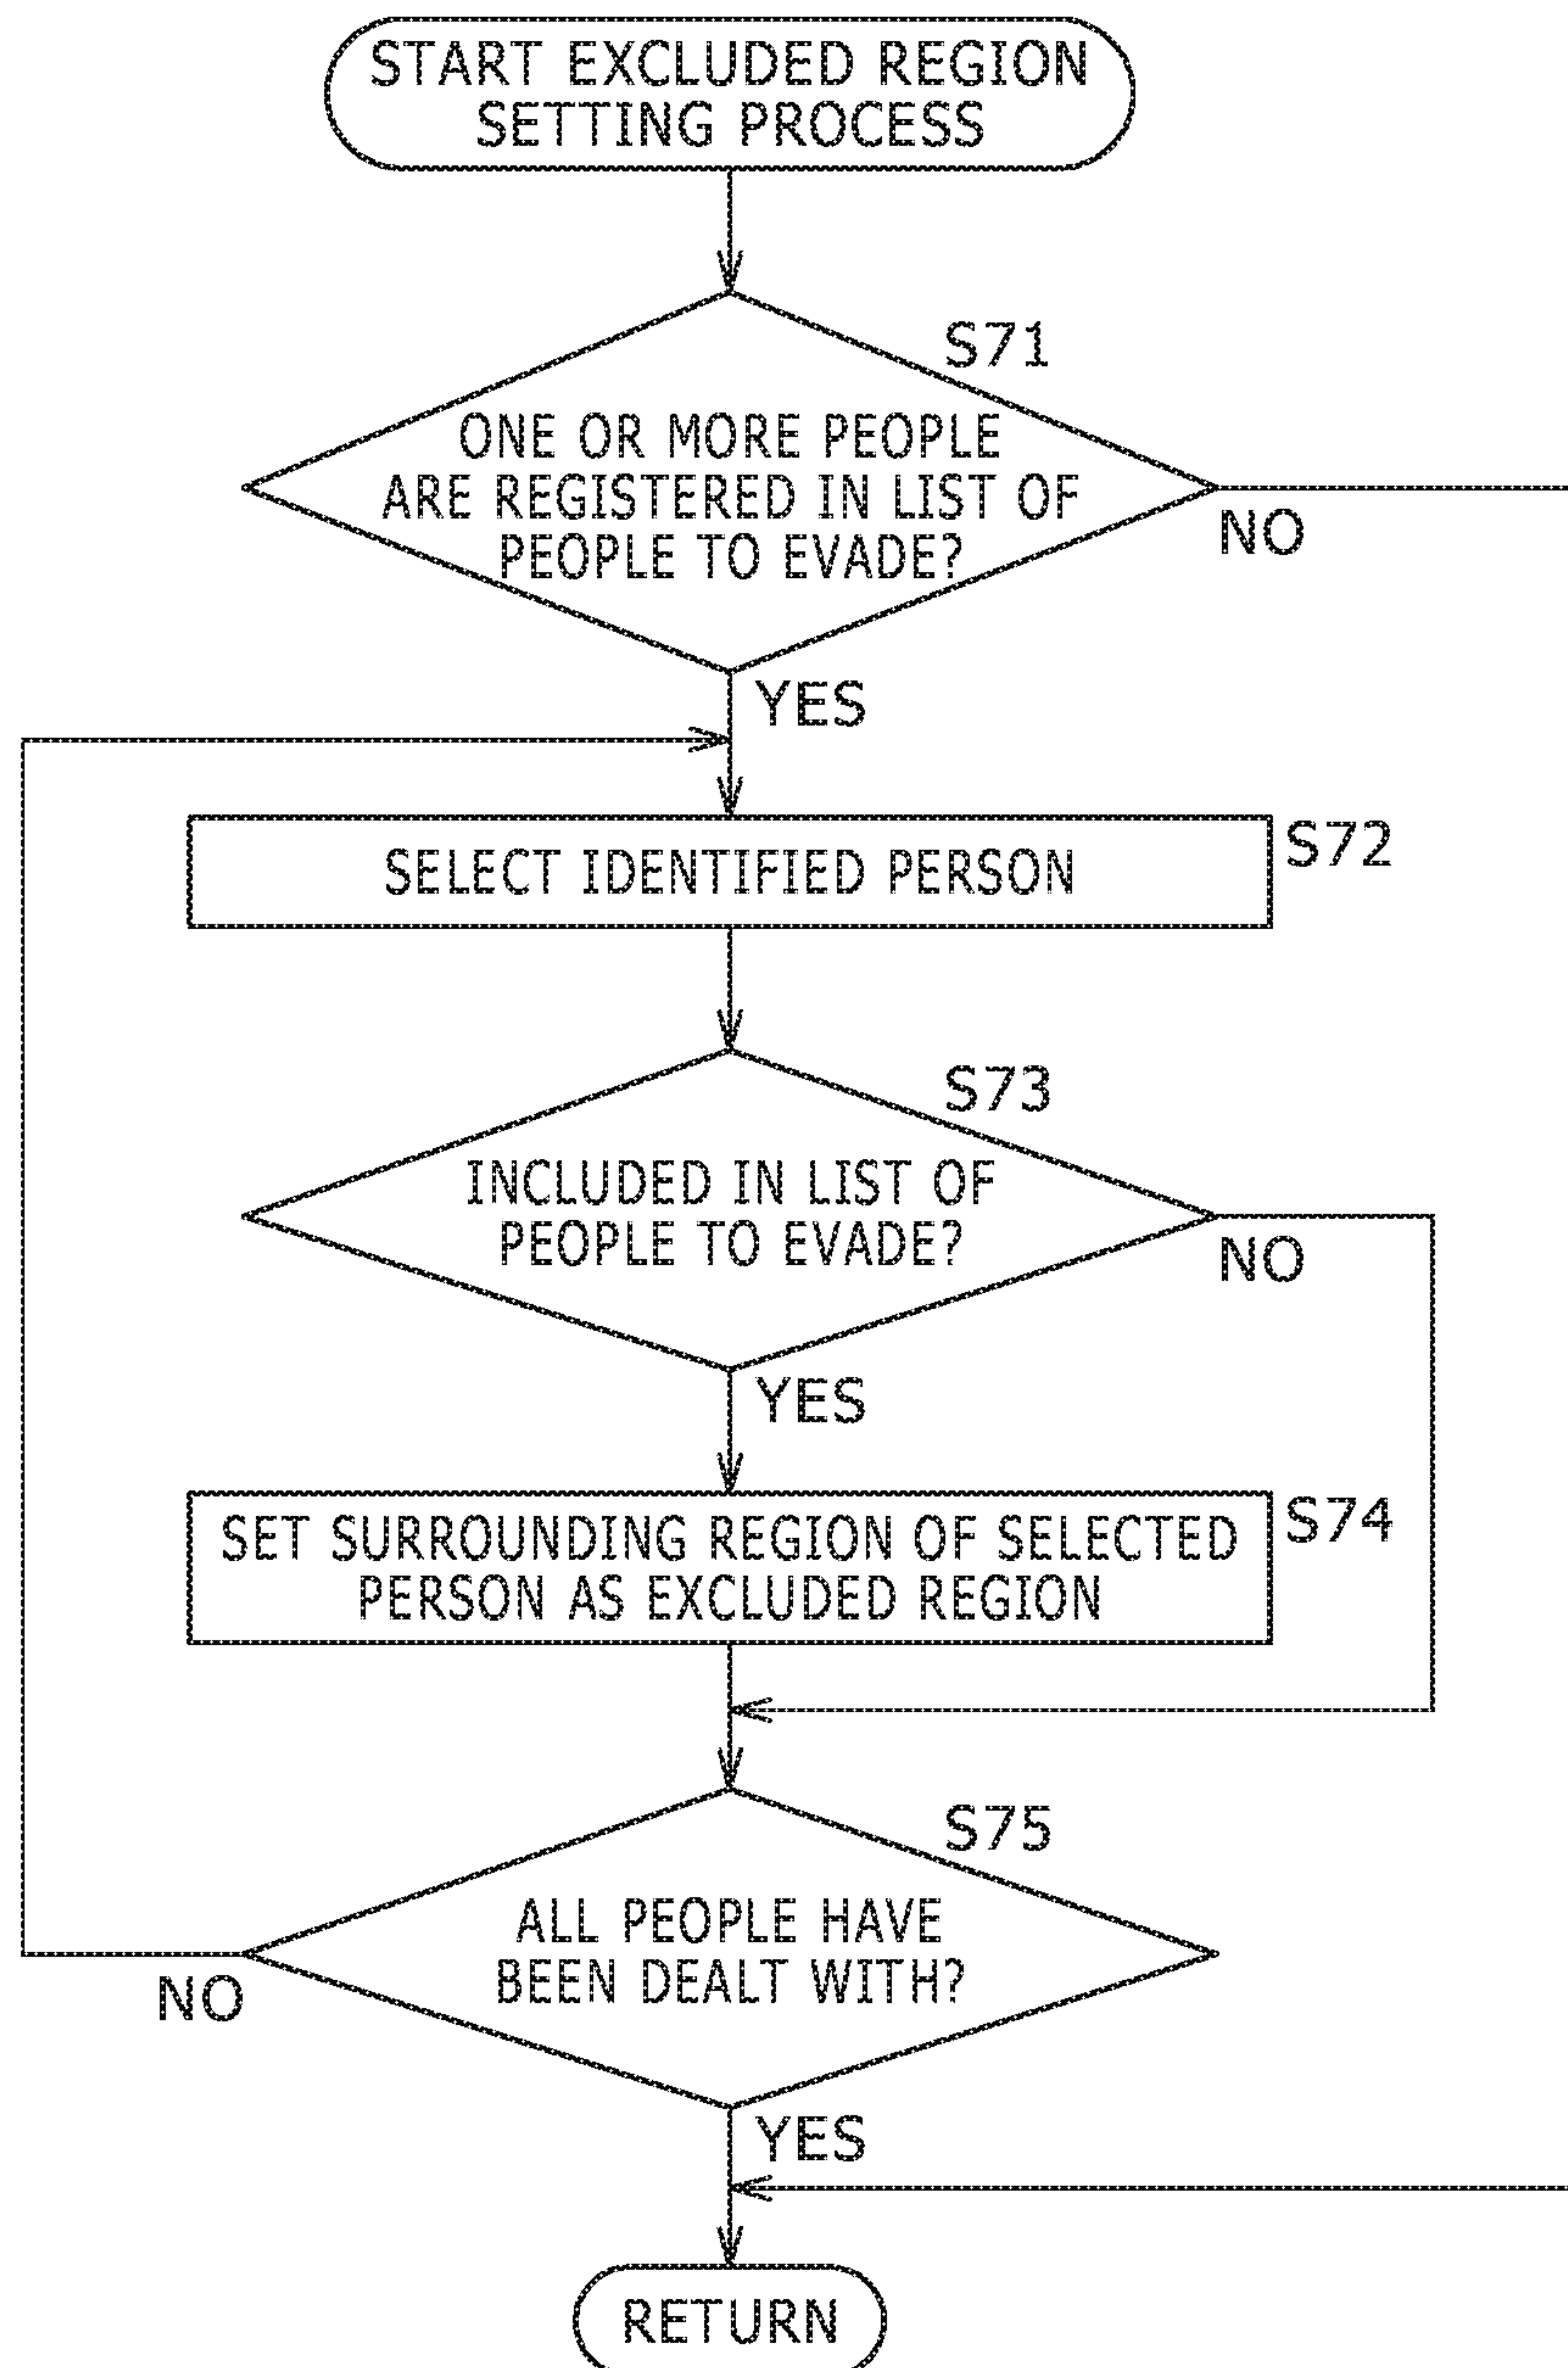 START EXCLUDED REGION
SETTING PROCESS
S71
ONE OR MORE PEOPLE
ARE REGISTERED IN LIST OF
PEOPLE TO EVADE?
NO
YES
SELECT IDENTIFIED PERSON
S72
S73
INCLUDED IN LIST OF
PEOPLE TO EVADE?
NO
YES
SET SURROUNDING REGION OF SELECTED
PERSON AS EXCLUDED REGION
S74
S75
ALL PEOPLE HAVE
BEEN DEALT WITH?
NO
YES
RETURN